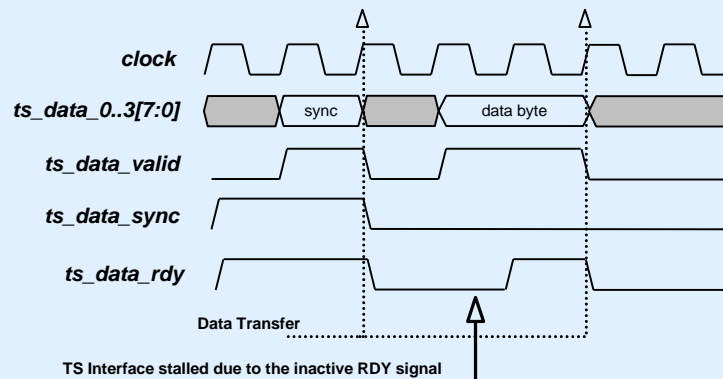 clock
ts_data_0..3[7:0]
sync
data byte
ts_data_valid
ts_data_sync
ts_data_rdy
Data Transfer
TS Interface stalled due to the inactive RDY signal